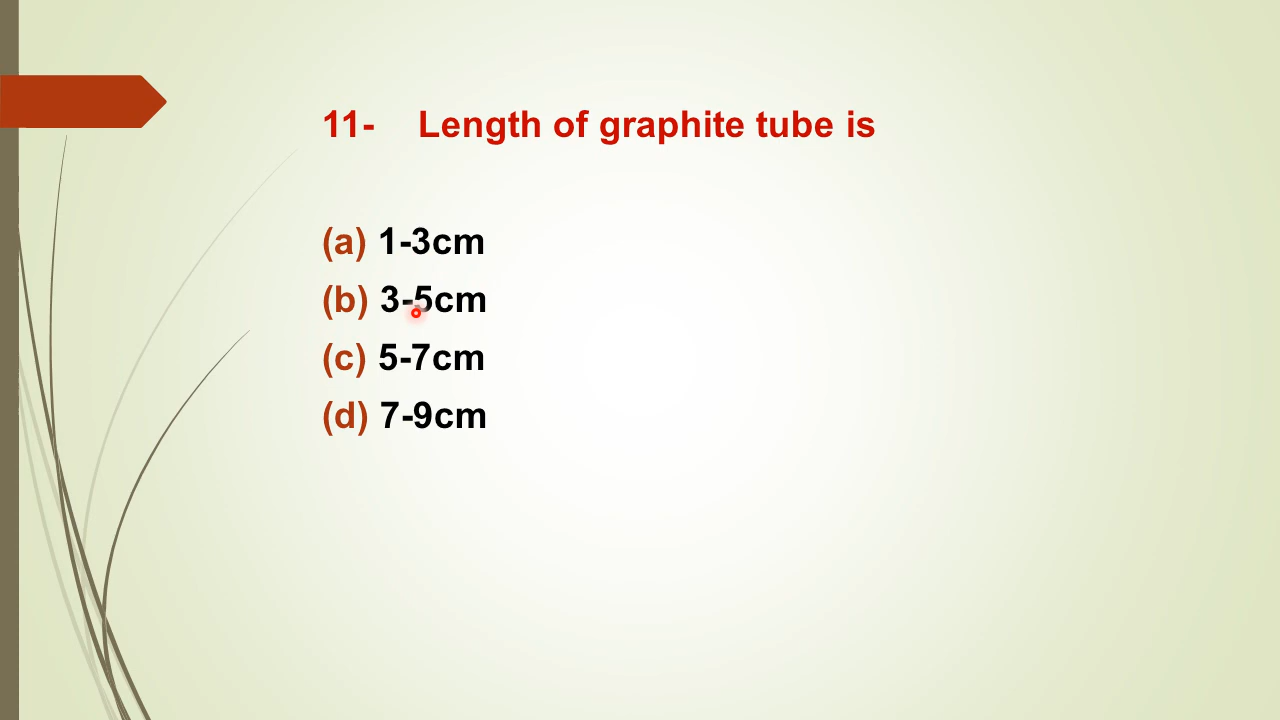 11- Length of graphite tube is
(a) 1-3cm
(b) 3-5cm
(c) 5-7cm
(d) 7-9cm